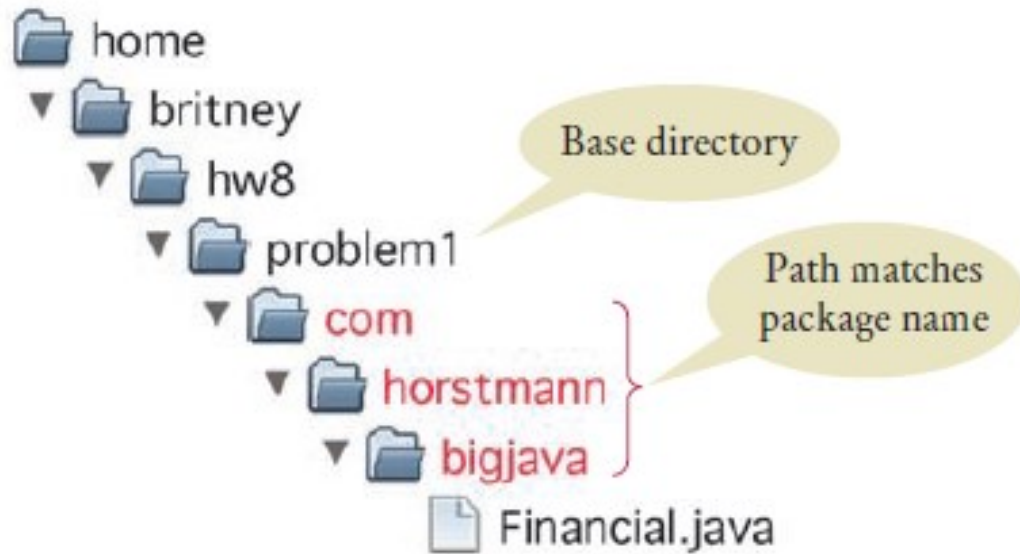 home
britney
hw8
Base directory
problem1
Path matches
package name
com
horstmann
bigjava
Financial.java